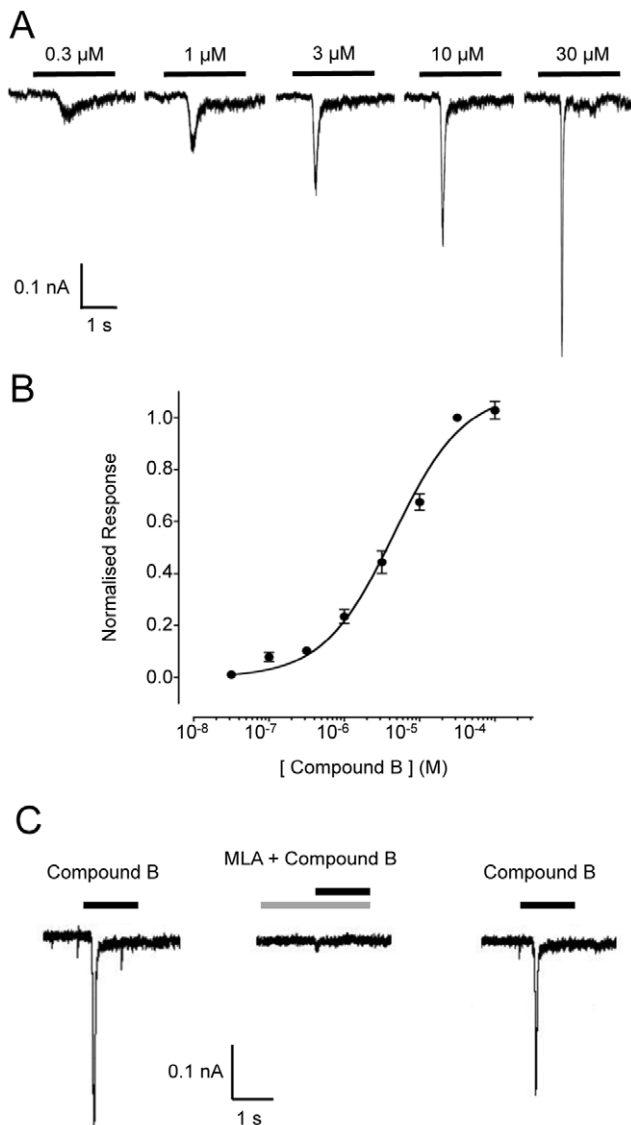 A
0.3 µM 1 µM 3 µM 10 µM 30 µM
0.1 nA
1 s
B
Normalised Response
1.0
0.8
0.6
0.4
0.2
0.0
10-8 10-7 10-6 10-5 10-4
[ Compound B ] (M)
C
Compound B MLA + Compound B Compound B
0.1 nA
1 s